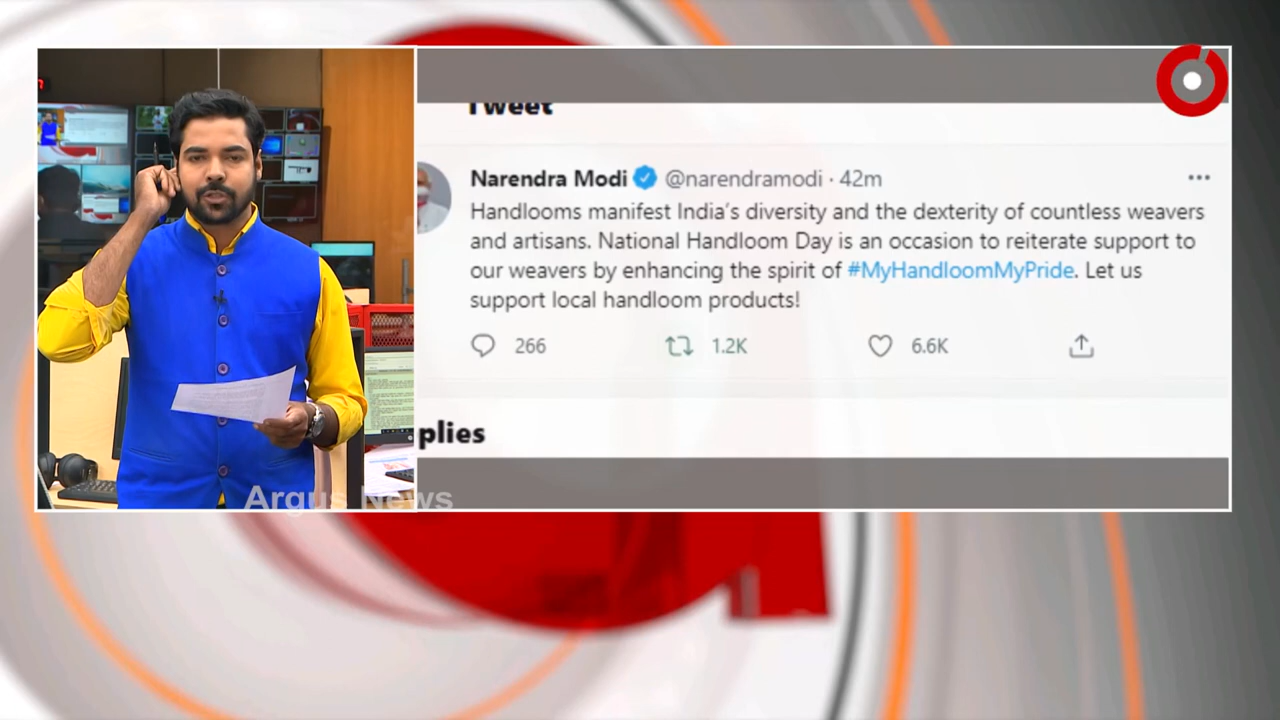 Tweet
Narendra Modi @narendramodi · 42m
Handlooms manifest India's diversity and the dexterity of countless weavers
and artisans. National Handloom Day is an occasion to reiterate support to
our weavers by enhancing the spirit of #MyHandloomMyPride. Let us
support local handloom products!
266 1.2K 6.6K
plies
Argus News